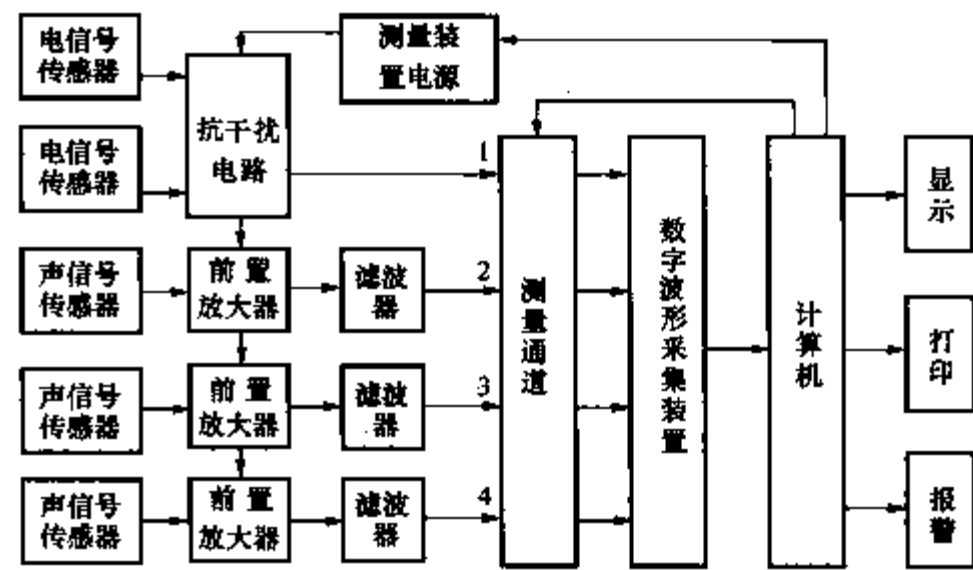 电信号
传感器
测量装
置电源
抗干扰
电路
电信号
传感器
1
显示
声信号
传感器
前置
放大器
滤波
器
2
测量通道
数字波形采集装置
计算机
打印
声信号
传感器
前置
放大器
滤波
器
3
声信号
传感器
前置
放大器
滤波
器
4
报警